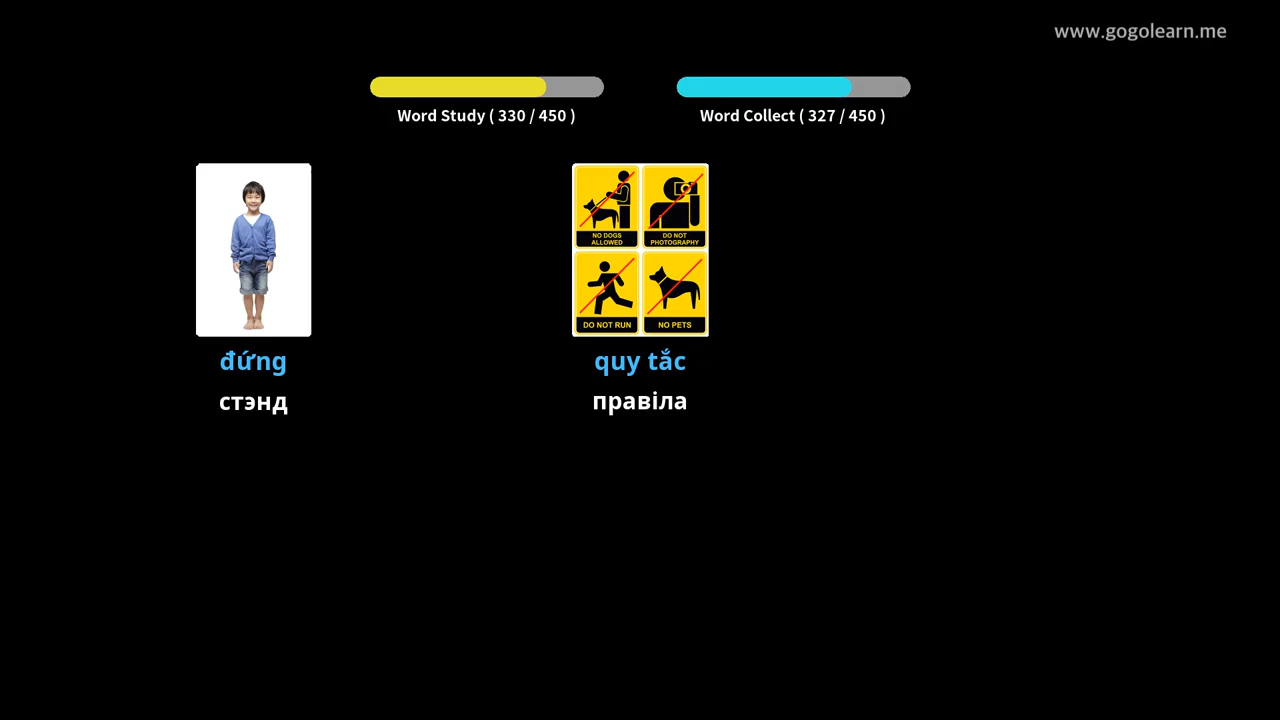 www.gogolearn.me
Word Study ( 330 / 450 )
Word Collect ( 327 / 450 )
NO DOGS
ALLOWED
DO NOT
PHOTOGRAPHY
DO NOT RUN
NO PETS
đứng
quy tắc
стэнд
правіла